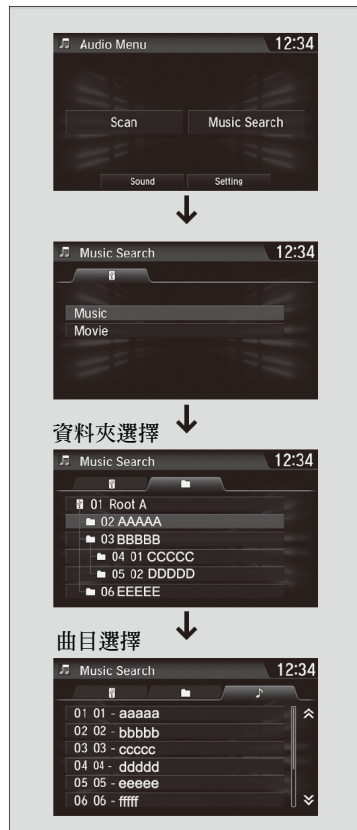 Audio Menu 12:34
Scan Music Search
Sound Setting
Music Search 12:34
Music
Movie
資料夾選擇
Music Search 12:34
01 Root A
02 AAAAA
03 BBBBB
04 01 CCCCC
05 02 DDDDD
06 EEEEE
曲目選擇
Music Search 12:34
01 01 - aaaaa
02 02 - bbbbb
03 03 - ccccc
04 04 - ddddd
05 05 - eeeee
06 06 - fffff